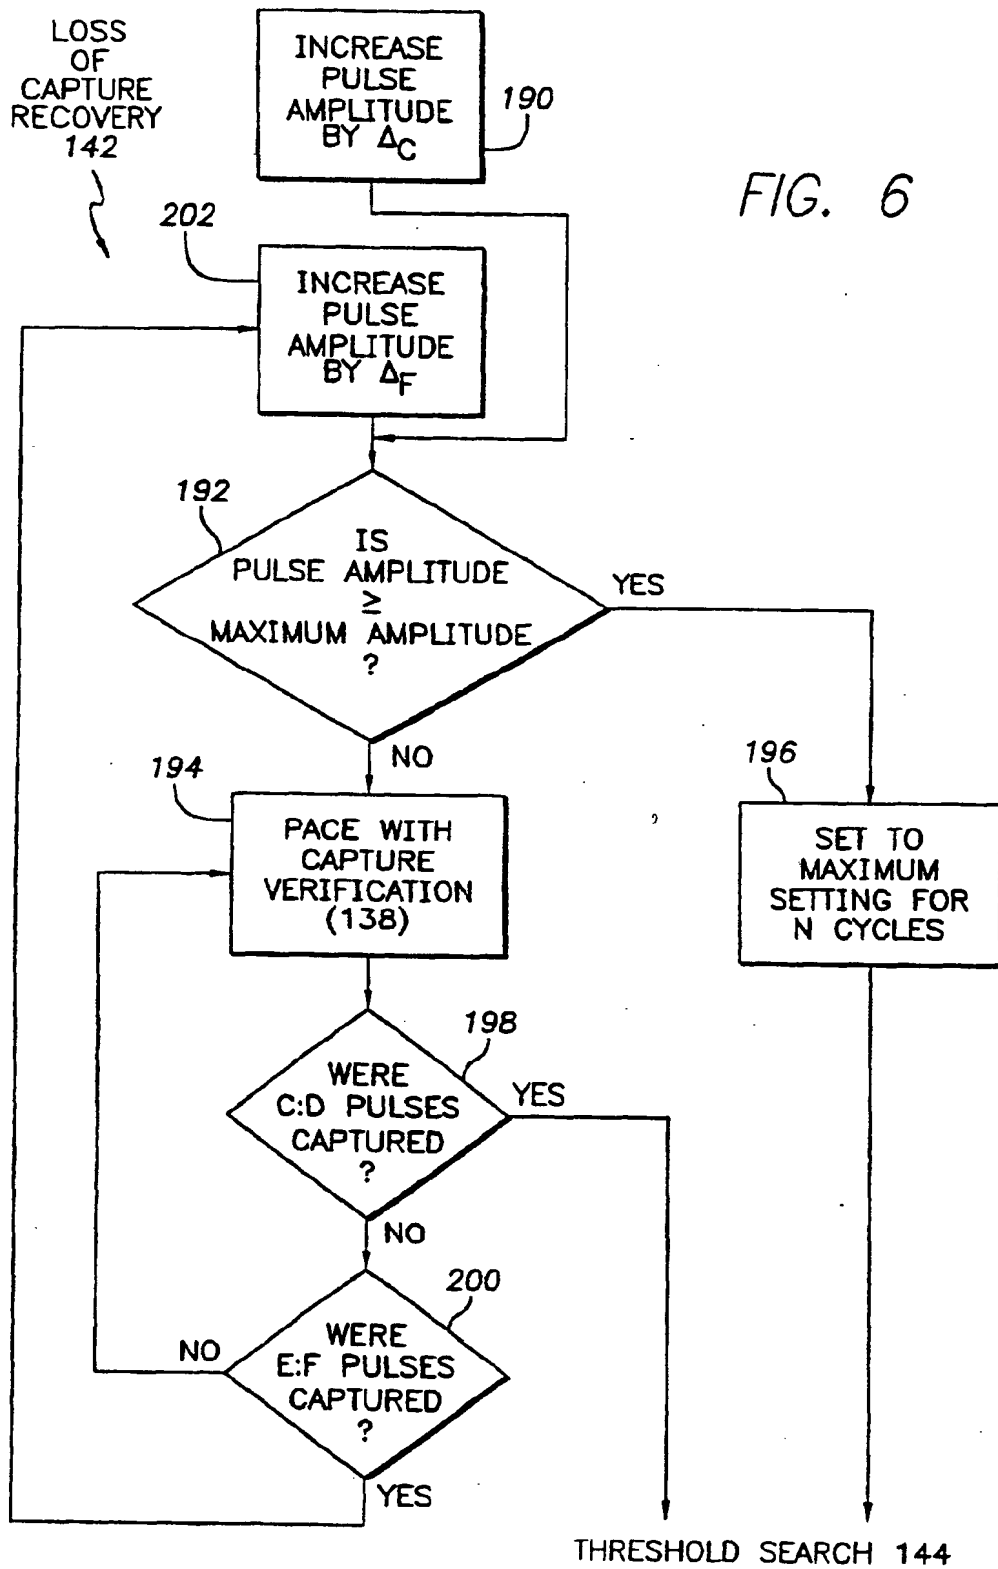 LOSS
OF
CAPTURE
RECOVERY
142
INCREASE
PULSE
AMPLITUDE
BY ΔC
190
FIG. 6
202
INCREASE
PULSE
AMPLITUDE
BY ΔF
192
IS
PULSE AMPLITUDE
≥
MAXIMUM AMPLITUDE
?
YES
NO
194
PACE WITH
CAPTURE
VERIFICATION
(138)
196
SET TO
MAXIMUM
SETTING FOR
N CYCLES
198
WERE
C:D PULSES
CAPTURED
?
YES
NO
200
WERE
E:F PULSES
CAPTURED
?
NO
YES
THRESHOLD SEARCH 144